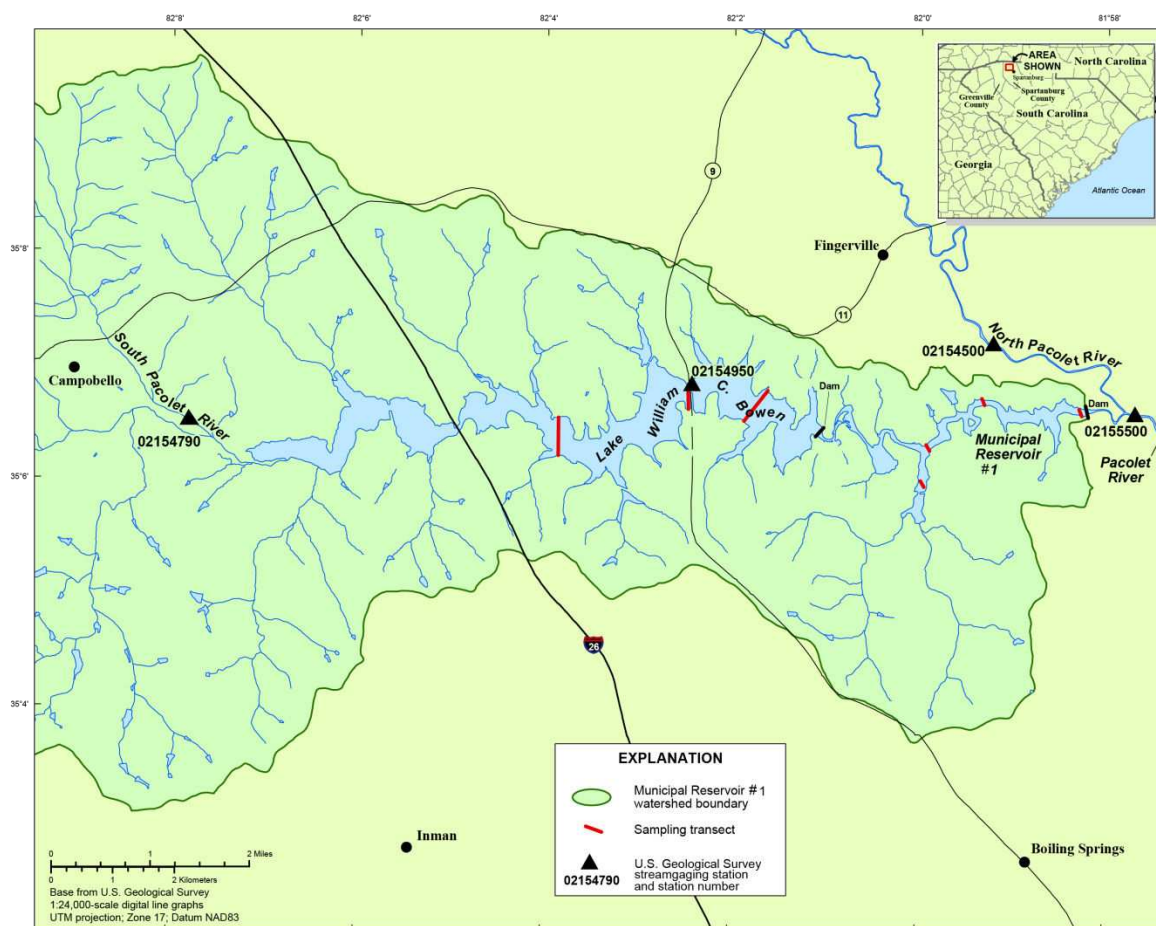 82°8'
82°6'
82°4'
82°2'
82°0'
81°58'
AREA
SHOWN
North Carolina
Spartanburg
Greenville
County
Spartanburg
County
South Carolina
Georgia
Atlantic Ocean
9
35°8'
Fingerville
11
North Pacolet River
02154500
South Pacolet River
Campobello
02154790
02154950
Lake William C. Bowen
Dam
Dam
Municipal
Reservoir
#1
02155500
Pacolet
River
35°6'
26
35°4'
EXPLANATION
Municipal Reservoir #1
watershed boundary
Sampling transect
02154790
U.S. Geological Survey
streamgaging station
and station number
Inman
Boiling Springs
0 1 2 Miles
0 1 2 Kilometers
Base from U.S. Geological Survey
1:24,000-scale digital line graphs
UTM projection; Zone 17; Datum NAD83